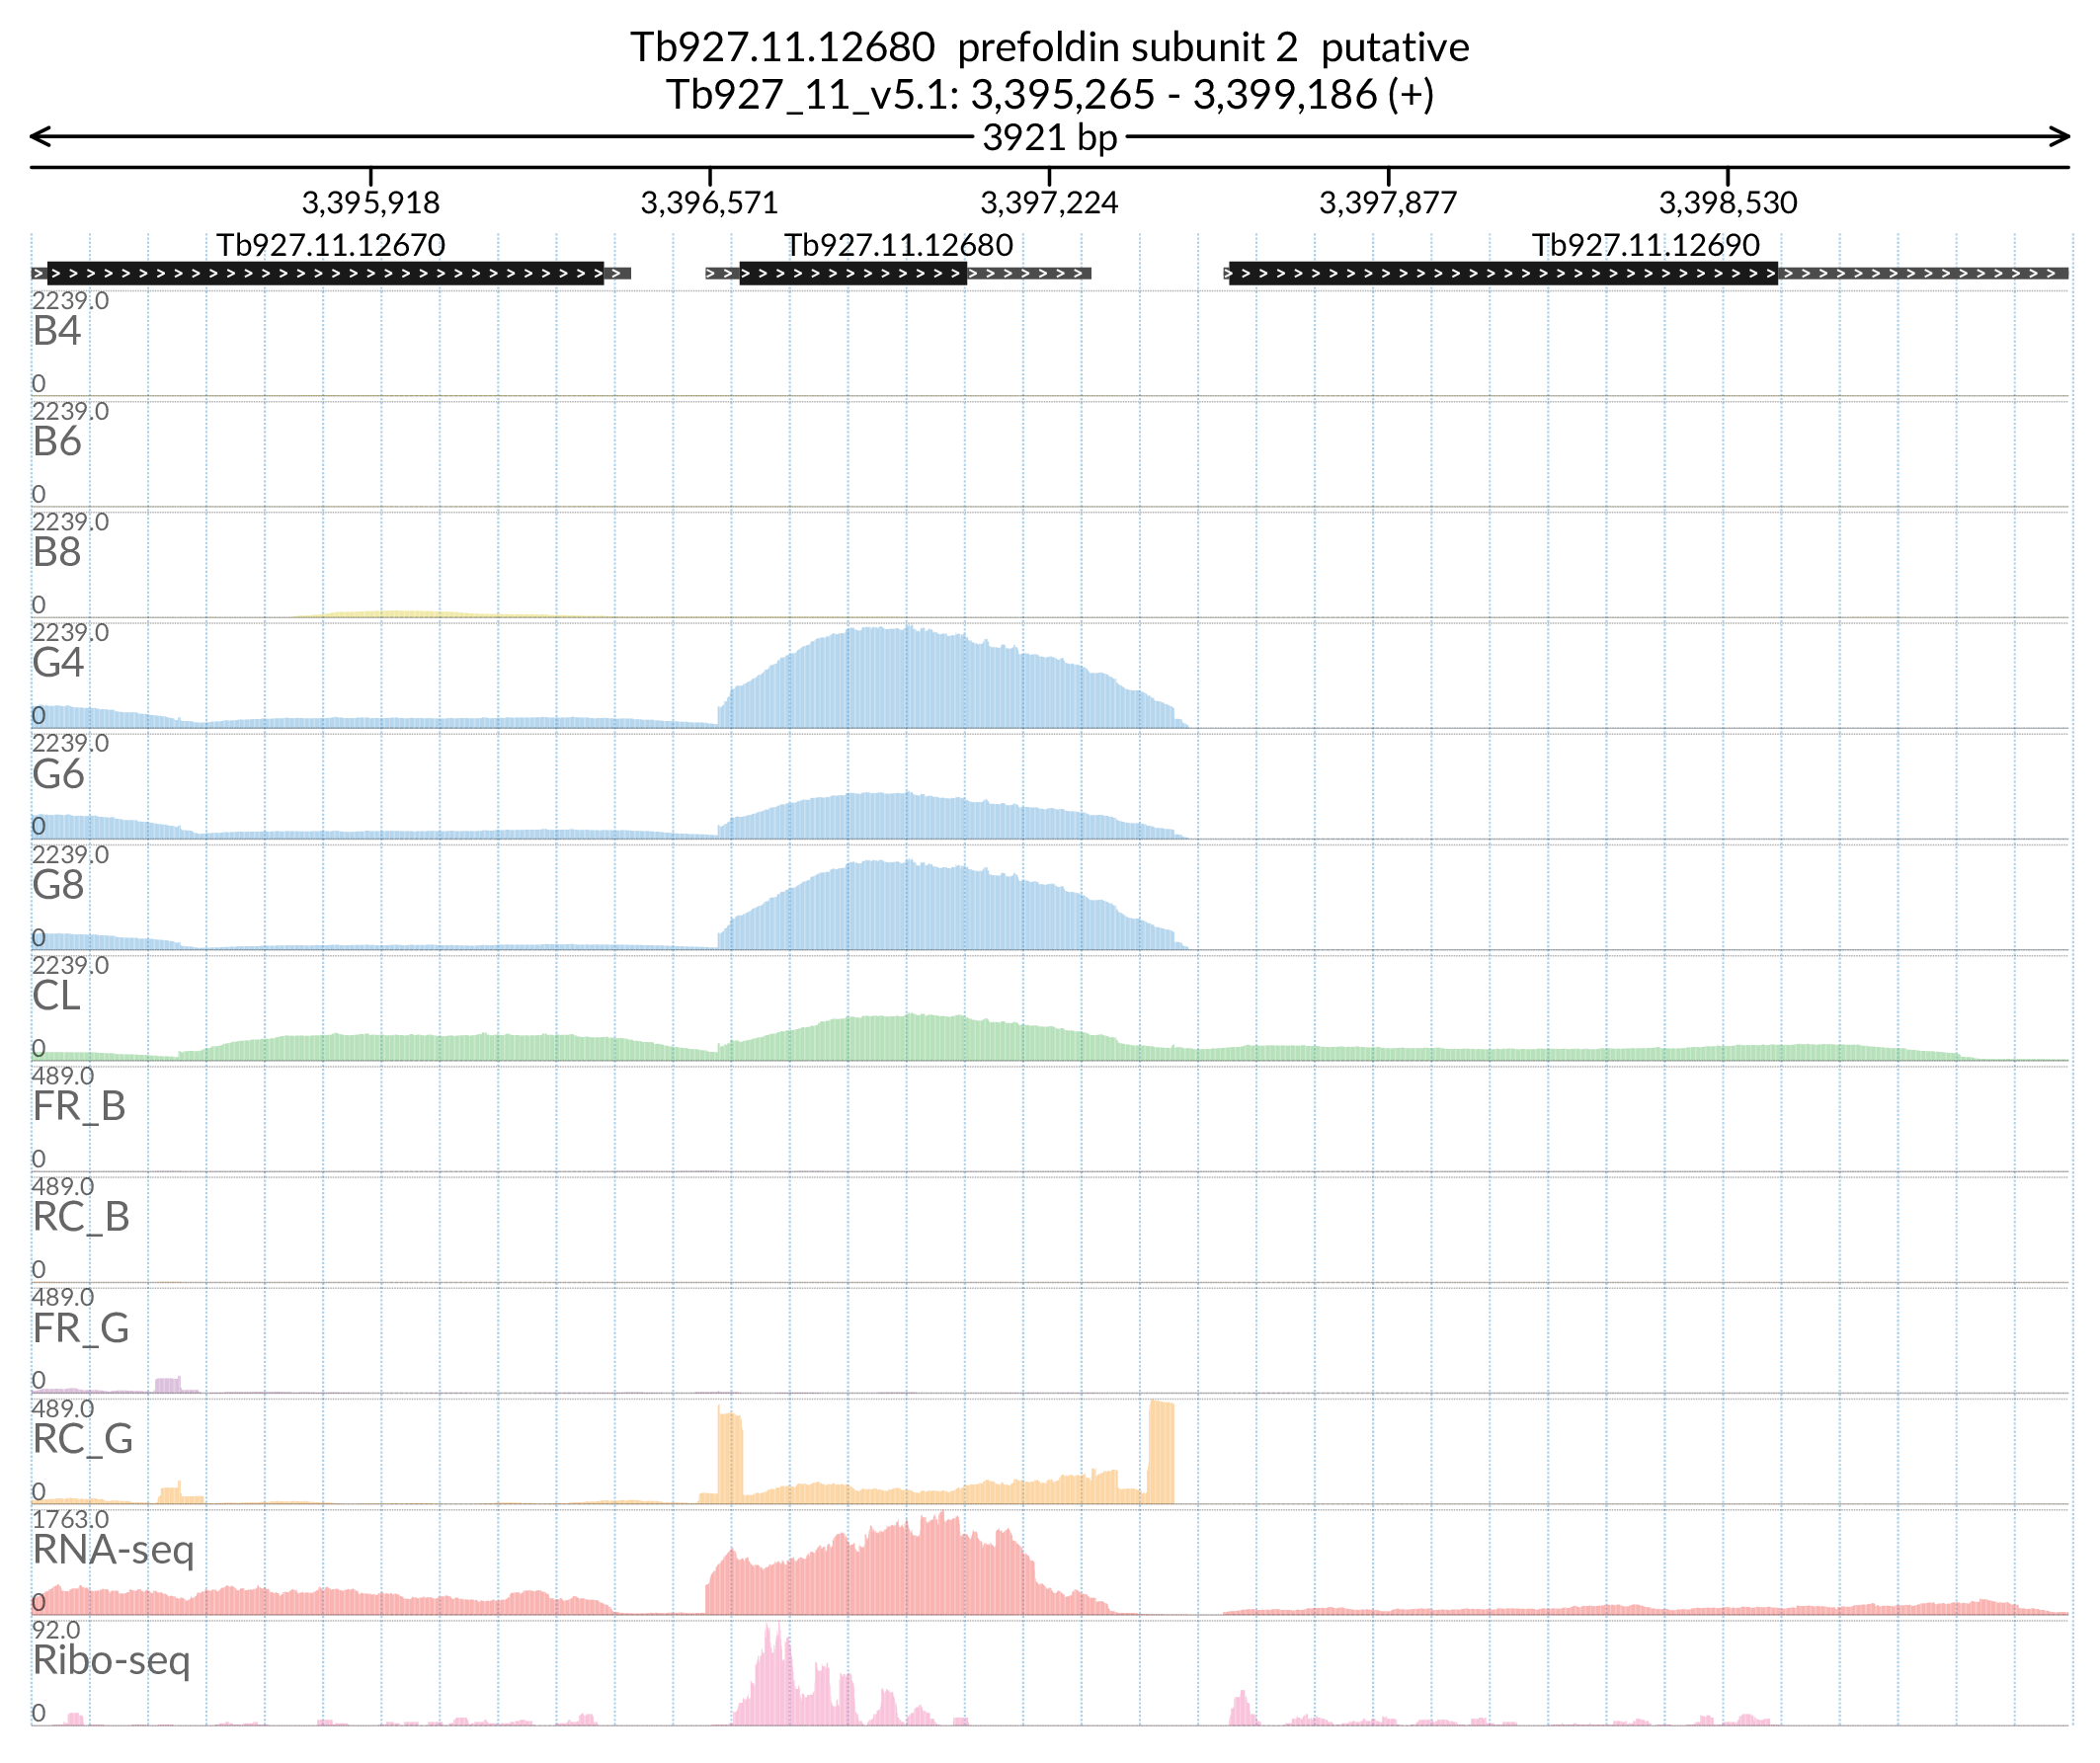 Tb927.11.12680  prefoldin subunit 2  putative
Tb927_11_v5.1: 3,395,265 - 3,399,186 (+)
3921 bp
3,395,918 3,396,571 3,397,224 3,397,877 3,398,530
Tb927.11.12670 Tb927.11.12680 Tb927.11.12690
2239.0
B4
0
2239.0
B6
0
2239.0
B8
0
2239.0
G4
0
2239.0
G6
0
2239.0
G8
0
2239.0
CL
0
489.0
FR_B
0
489.0
RC_B
0
489.0
FR_G
0
489.0
RC_G
0
1763.0
RNA-seq
0
92.0
Ribo-seq
0